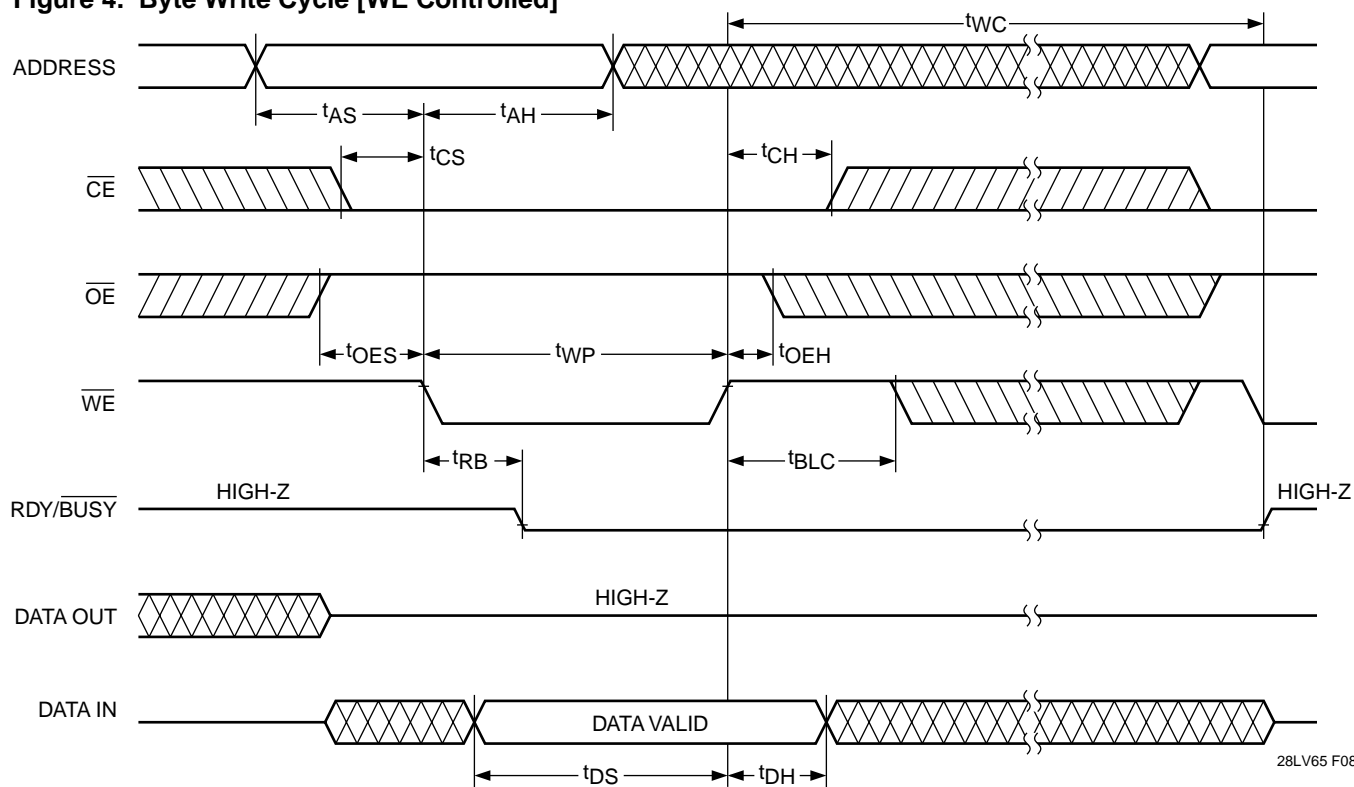 Figure 4. Byte Write Cycle [WE Controlled]
tWC
ADDRESS
tAS
tAH
tCS
tCH
CE
OE
tOES
tWP
tOEH
WE
tRB
tBLC
HIGH-Z
HIGH-Z
RDY/BUSY
HIGH-Z
DATA OUT
DATA IN
DATA VALID
28LV65 F08
tDS
tDH